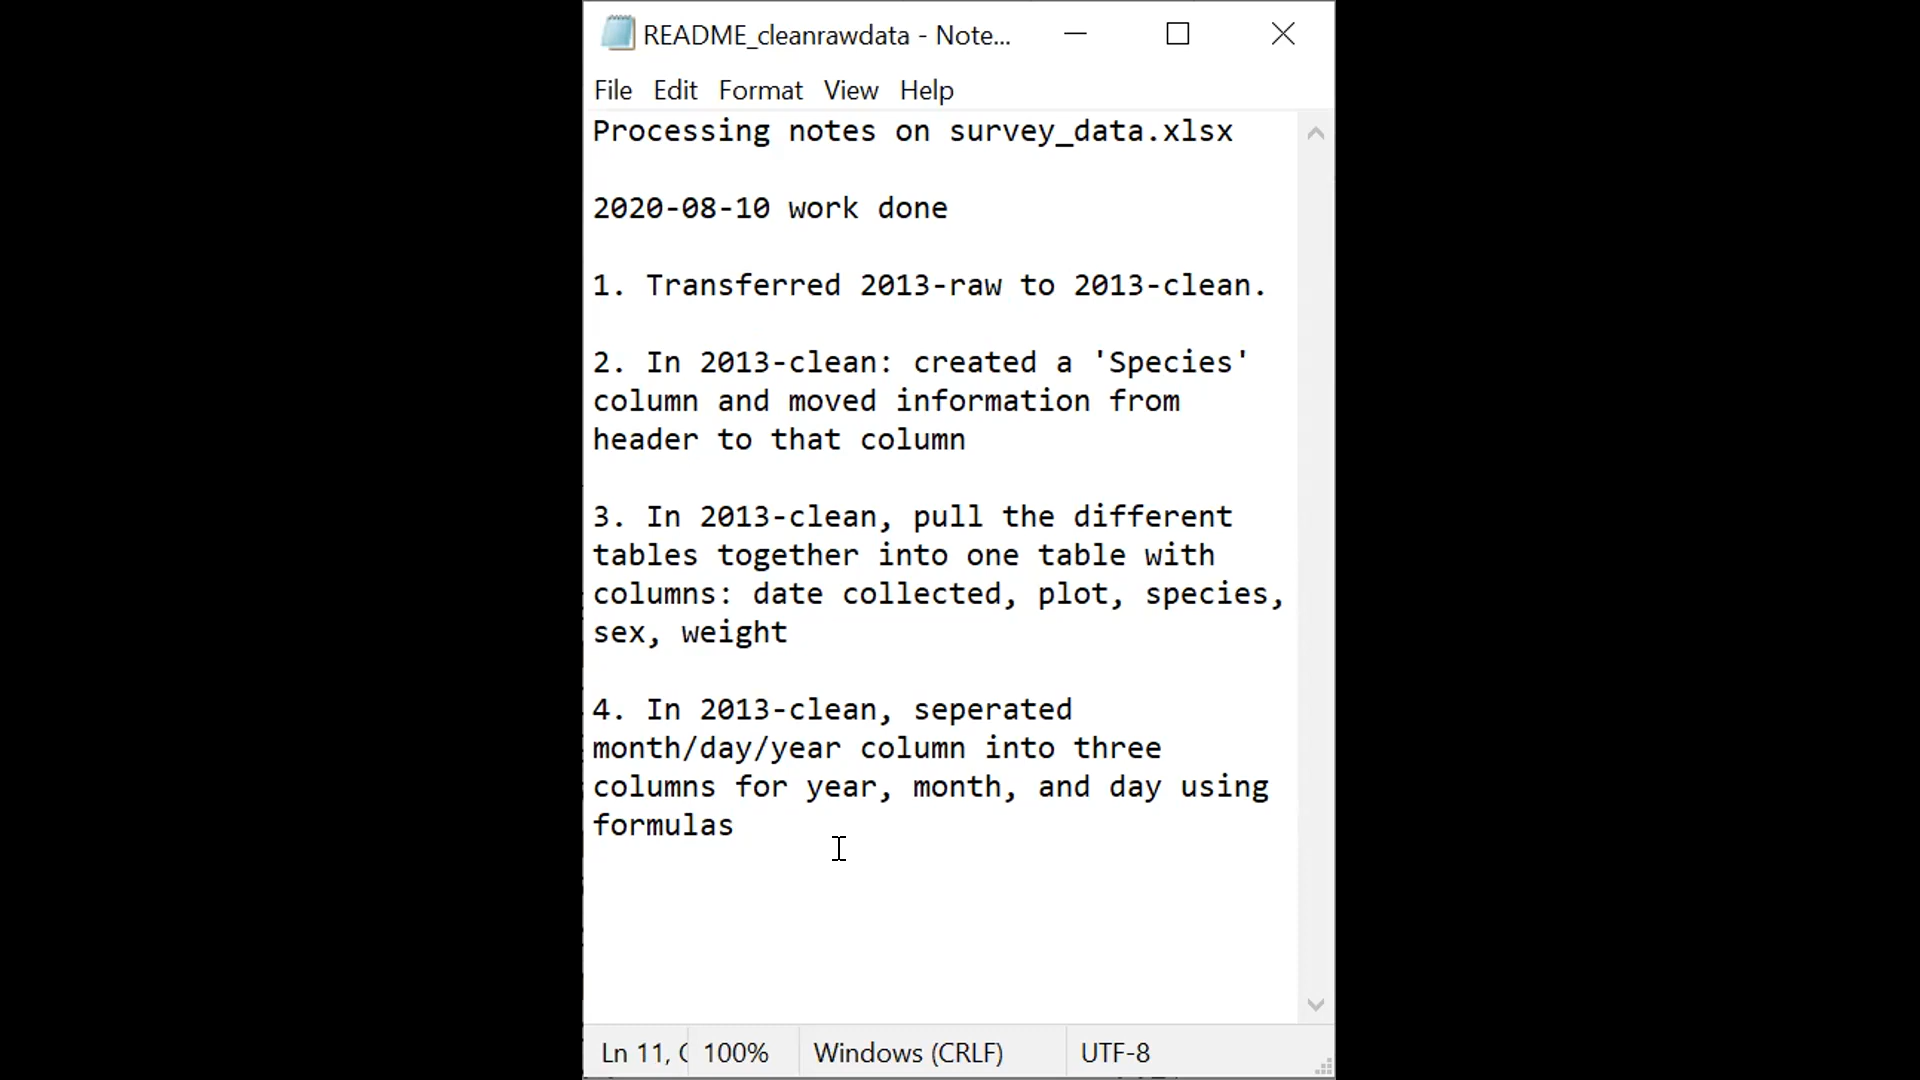 README_cleanrawdata - Note...
File Edit Format View Help
Processing notes on survey_data.xlsx
2020-08-10 work done
1. Transferred 2013-raw to 2013-clean.
2. In 2013-clean: created a 'Species'
column and moved information from
header to that column
3. In 2013-clean, pull the different
tables together into one table with
columns: date collected, plot, species,
sex, weight
4. In 2013-clean, seperated
month/day/year column into three
columns for year, month, and day using
formulas
Ln 11, 100% Windows (CRLF) UTF-8